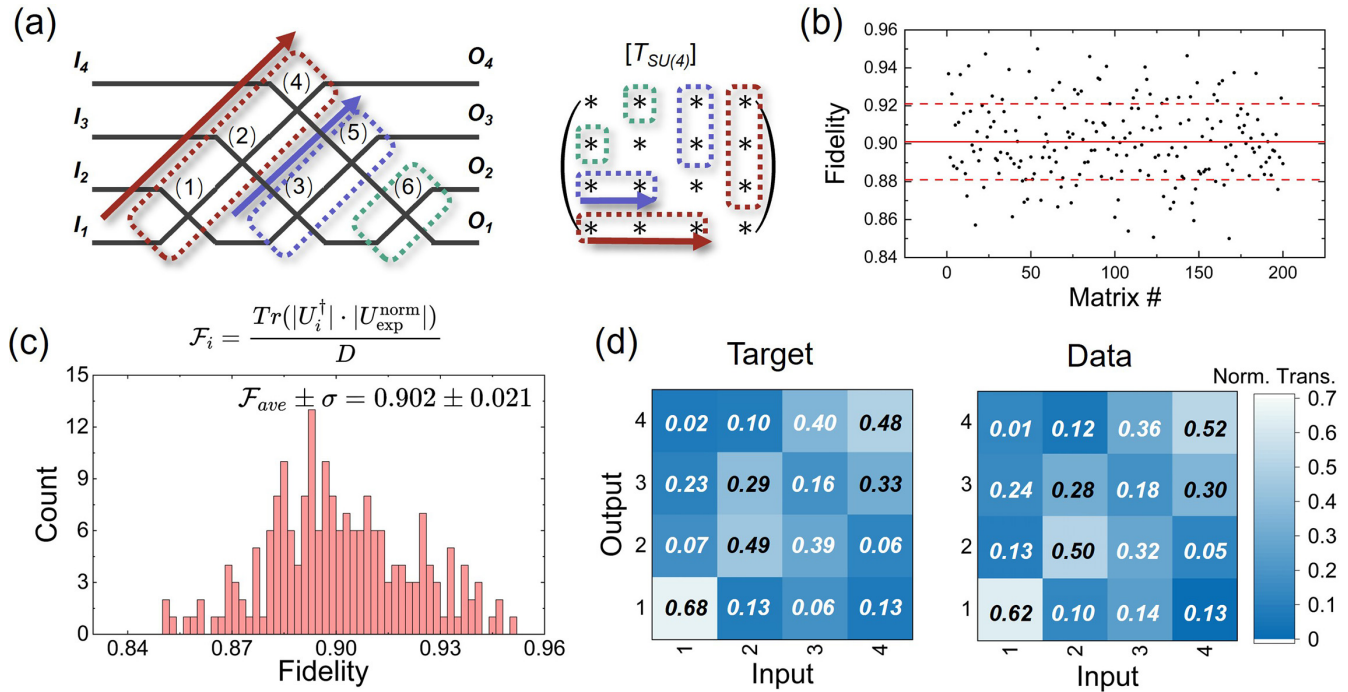 (a)
I4
I3
I2
I1
(1)
(2)
(3)
(4)
(5)
(6)
O4
O3
O2
O1
[T_SU(4)]
* * * *
* * * *
* * * *
* * * *
(b)
Fidelity
0.96
0.94
0.92
0.90
0.88
0.86
0.84
0 50 100 150 200
Matrix #
(c)
F_i = Tr(|U_i^†| · |U_exp^norm|) / D
F_ave ± σ = 0.902 ± 0.021
Count
15
12
9
6
3
0
0.84 0.87 0.90 0.93 0.96
Fidelity
(d)
Target
Output
4 0.02 0.10 0.40 0.48
3 0.23 0.29 0.16 0.33
2 0.07 0.49 0.39 0.06
1 0.68 0.13 0.06 0.13
1 2 3 4
Input
Data
4 0.01 0.12 0.36 0.52
3 0.24 0.28 0.18 0.30
2 0.13 0.50 0.32 0.05
1 0.62 0.10 0.14 0.13
1 2 3 4
Input
Norm. Trans.
0.7
0.6
0.5
0.4
0.3
0.2
0.1
0